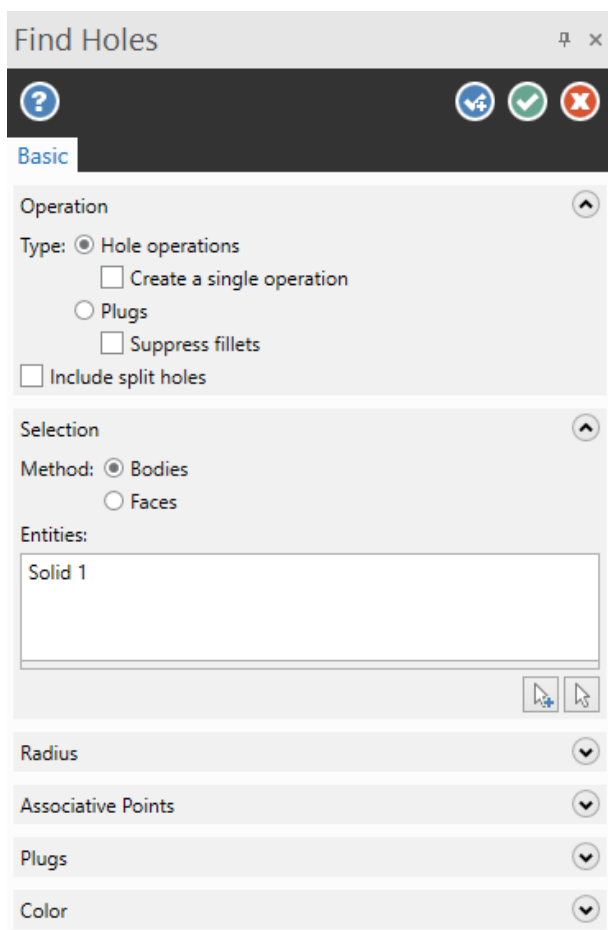 Find Holes
Basic
Operation
Type: Hole operations
Create a single operation
Plugs
Suppress fillets
Include split holes
Selection
Method: Bodies
Faces
Entities:
Solid 1
Radius
Associative Points
Plugs
Color